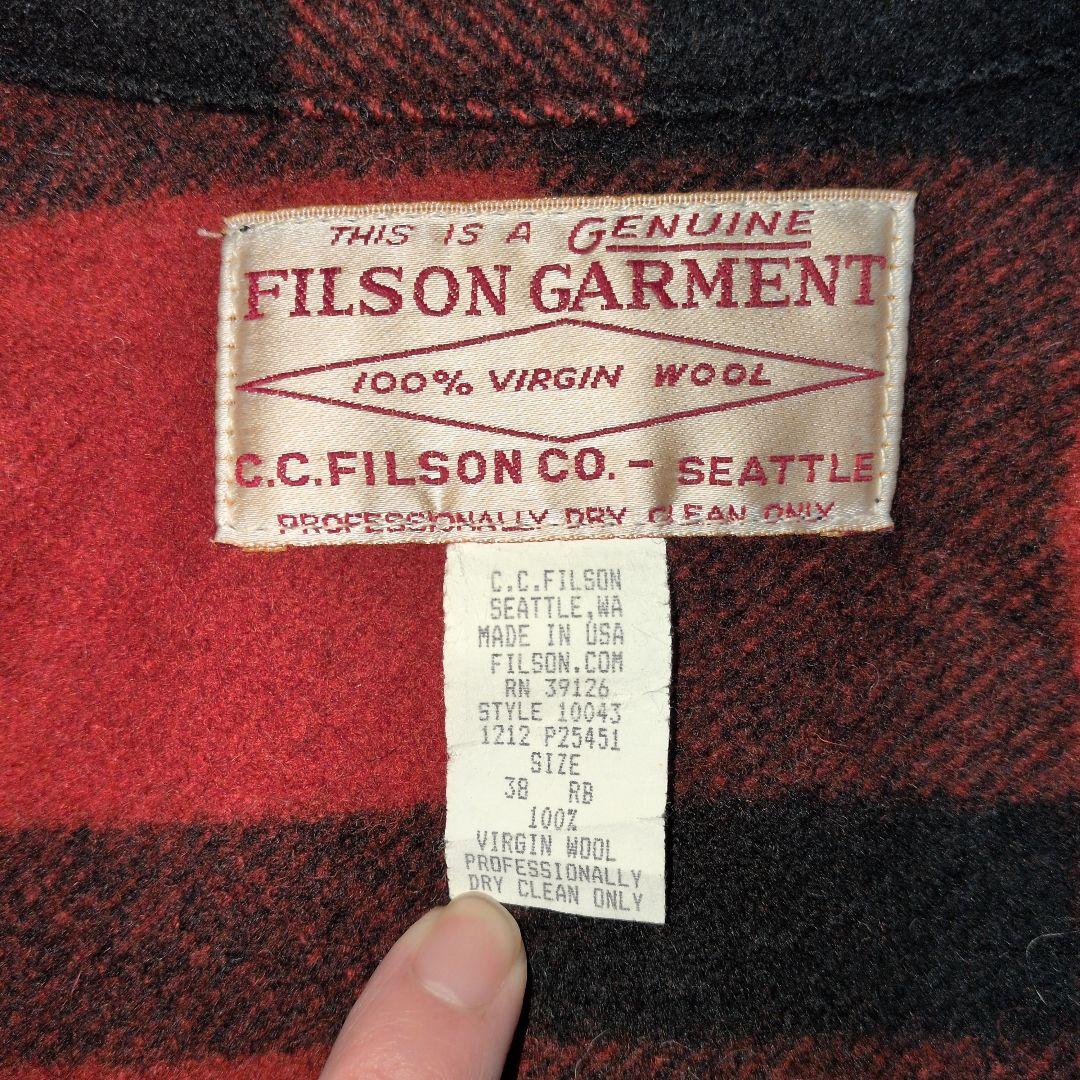 THIS IS A GENUINE
FILSON GARMENT
100% VIRGIN WOOL
C.C.FILSON CO. - SEATTLE
PROFESSIONALLY DRY CLEAN ONLY
C.C.FILSON
SEATTLE,WA
MADE IN USA
FILSON.COM
RN 39126
STYLE 10043
1212 P25451
SIZE
38 RB
100%
VIRGIN WOOL
PROFESSIONALLY
DRY CLEAN ONLY